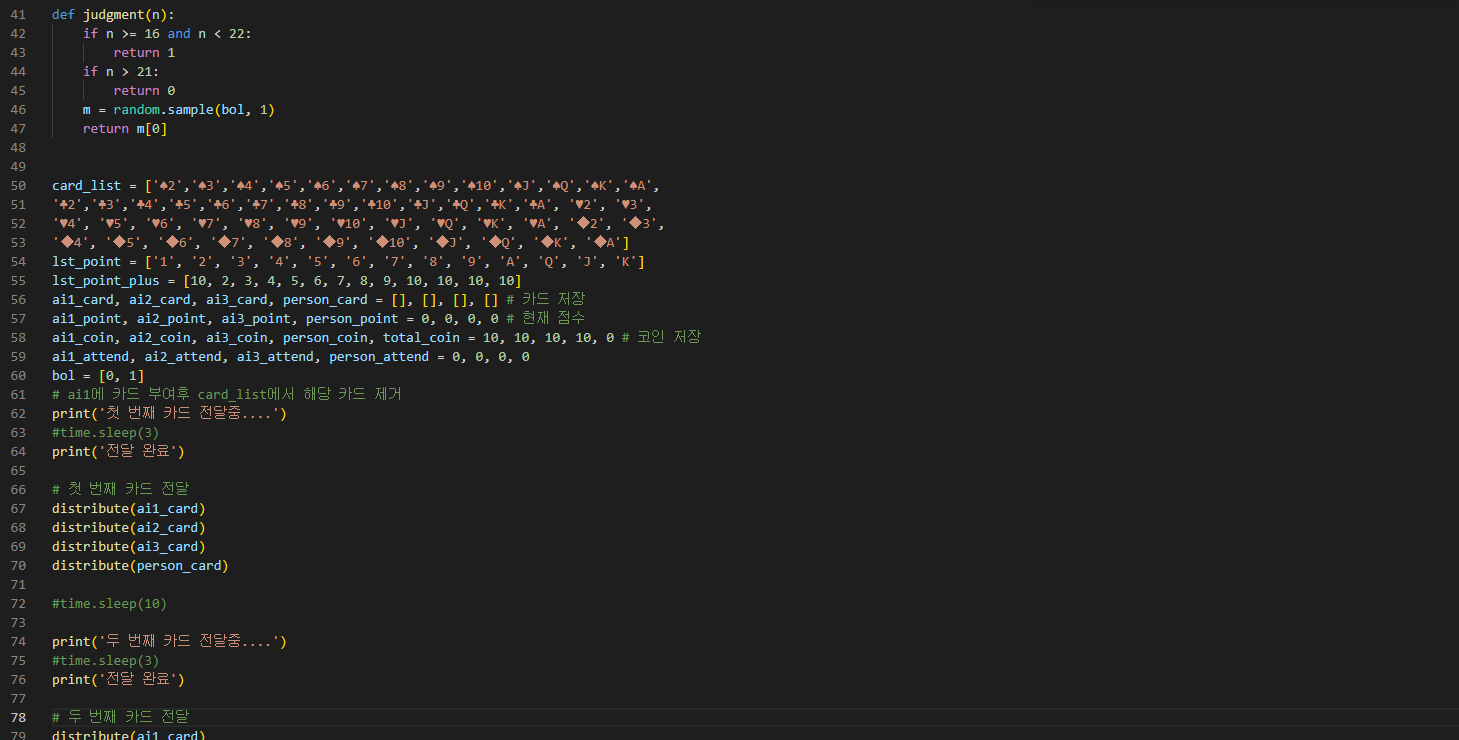 41 def judgment(n):
42     if n >= 16 and n < 22:
43         return 1
44     if n > 21:
45         return 0
46     m = random.sample(bol, 1)
47     return m[0]
48
49
50 card_list = ['♠2','♠3','♠4','♠5','♠6','♠7','♠8','♠9','♠10','♠J','♠Q','♠K','♠A',
51 '♣2','♣3','♣4','♣5','♣6','♣7','♣8','♣9','♣10','♣J','♣Q','♣K','♣A', '♥2', '♥3',
52 '♥4', '♥5', '♥6', '♥7', '♥8', '♥9', '♥10', '♥J', '♥Q', '♥K', '♥A', '◆2', '◆3',
53 '◆4', '◆5', '◆6', '◆7', '◆8', '◆9', '◆10', '◆J', '◆Q', '◆K', '◆A']
54 lst_point = ['1', '2', '3', '4', '5', '6', '7', '8', '9', 'A', 'Q', 'J', 'K']
55 lst_point_plus = [10, 2, 3, 4, 5, 6, 7, 8, 9, 10, 10, 10, 10]
56 ai1_card, ai2_card, ai3_card, person_card = [], [], [], [] # 카드 저장
57 ai1_point, ai2_point, ai3_point, person_point = 0, 0, 0, 0 # 현재 점수
58 ai1_coin, ai2_coin, ai3_coin, person_coin, total_coin = 10, 10, 10, 10, 0 # 코인 저장
59 ai1_attend, ai2_attend, ai3_attend, person_attend = 0, 0, 0, 0
60 bol = [0, 1]
61 # ai1에 카드 부여후 card_list에서 해당 카드 제거
62 print('첫 번째 카드 전달중....')
63 #time.sleep(3)
64 print('전달 완료')
65
66 # 첫 번째 카드 전달
67 distribute(ai1_card)
68 distribute(ai2_card)
69 distribute(ai3_card)
70 distribute(person_card)
71
72 #time.sleep(10)
73
74 print('두 번째 카드 전달중....')
75 #time.sleep(3)
76 print('전달 완료')
77
78 # 두 번째 카드 전달
79 distribute(ai1_card)